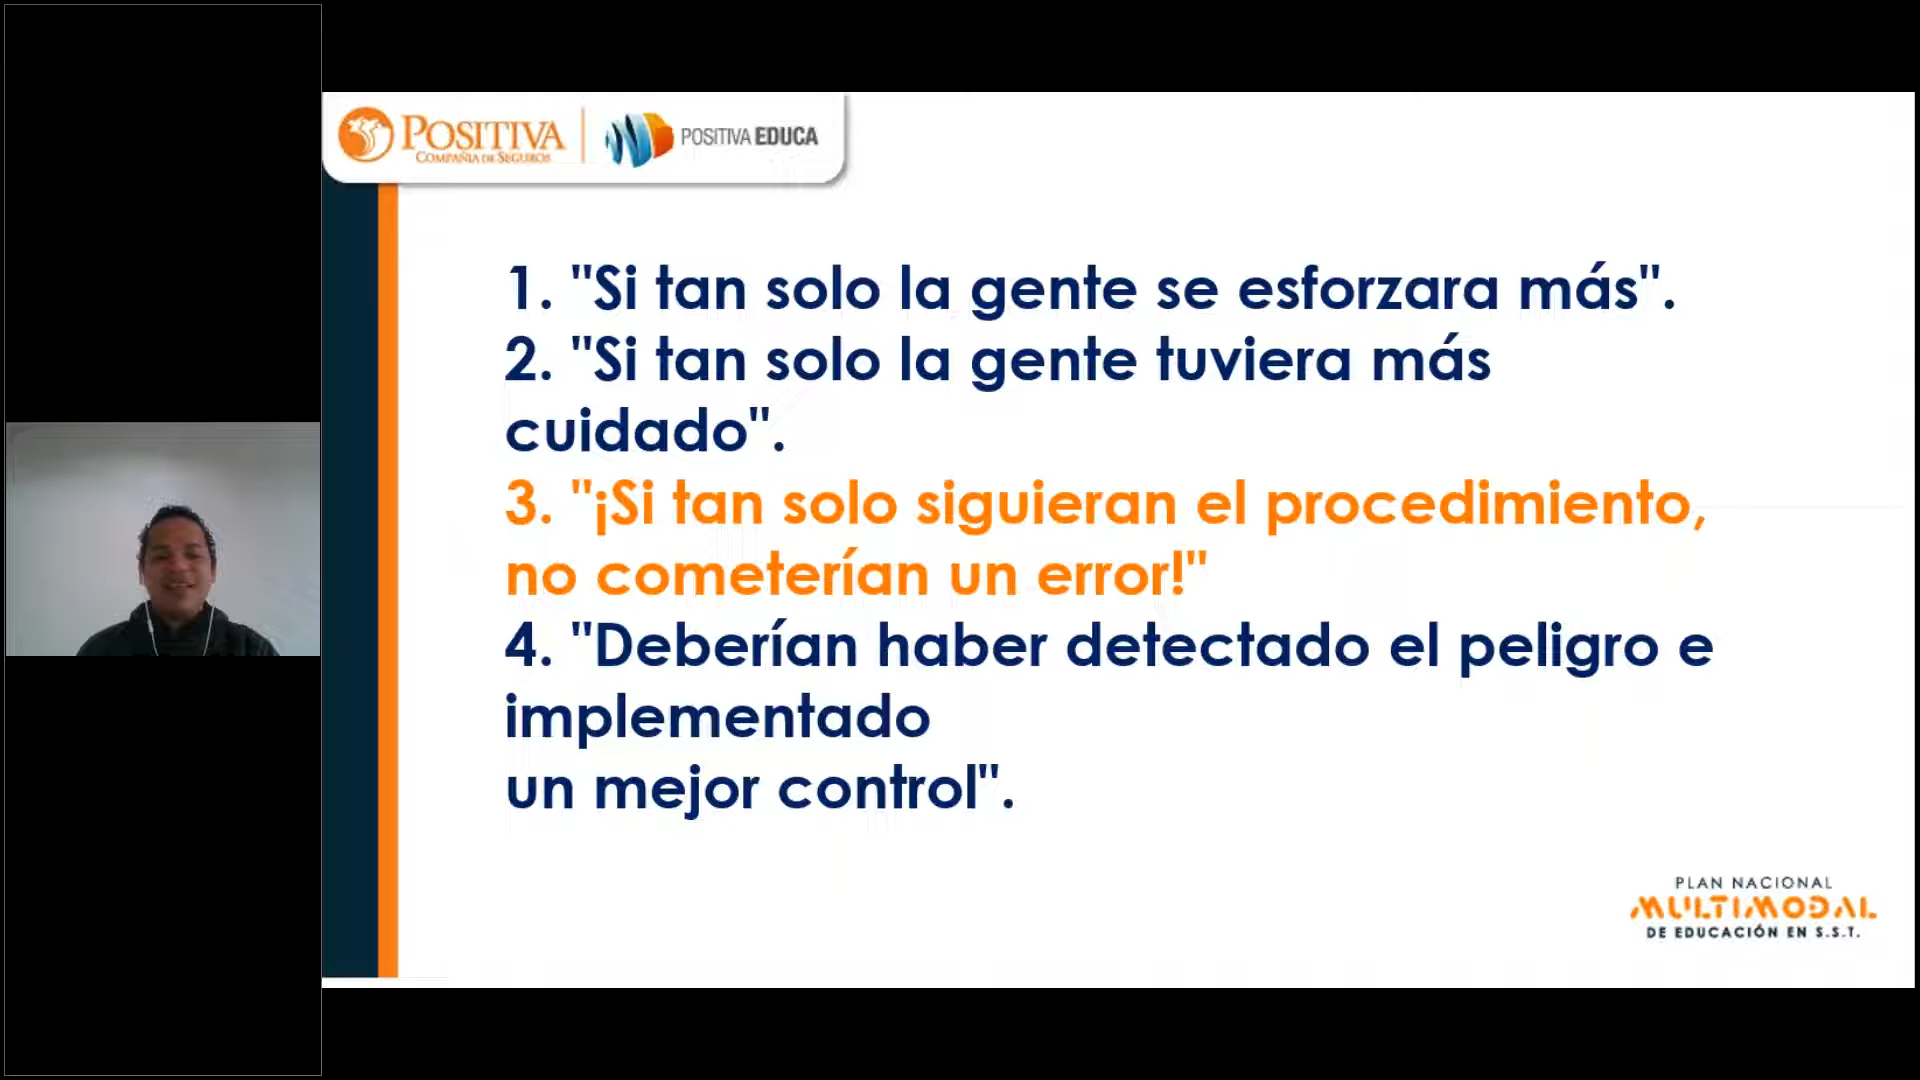 POSITIVA
COMPAÑIA DE SEGUROS
POSITIVA EDUCA
1. "Si tan solo la gente se esforzara más".
2. "Si tan solo la gente tuviera más
cuidado".
3. "¡Si tan solo siguieran el procedimiento,
no cometerían un error!"
4. "Deberían haber detectado el peligro e
implementado
un mejor control".
PLAN NACIONAL
MULTIMODAL
DE EDUCACIÓN EN S.S.T.